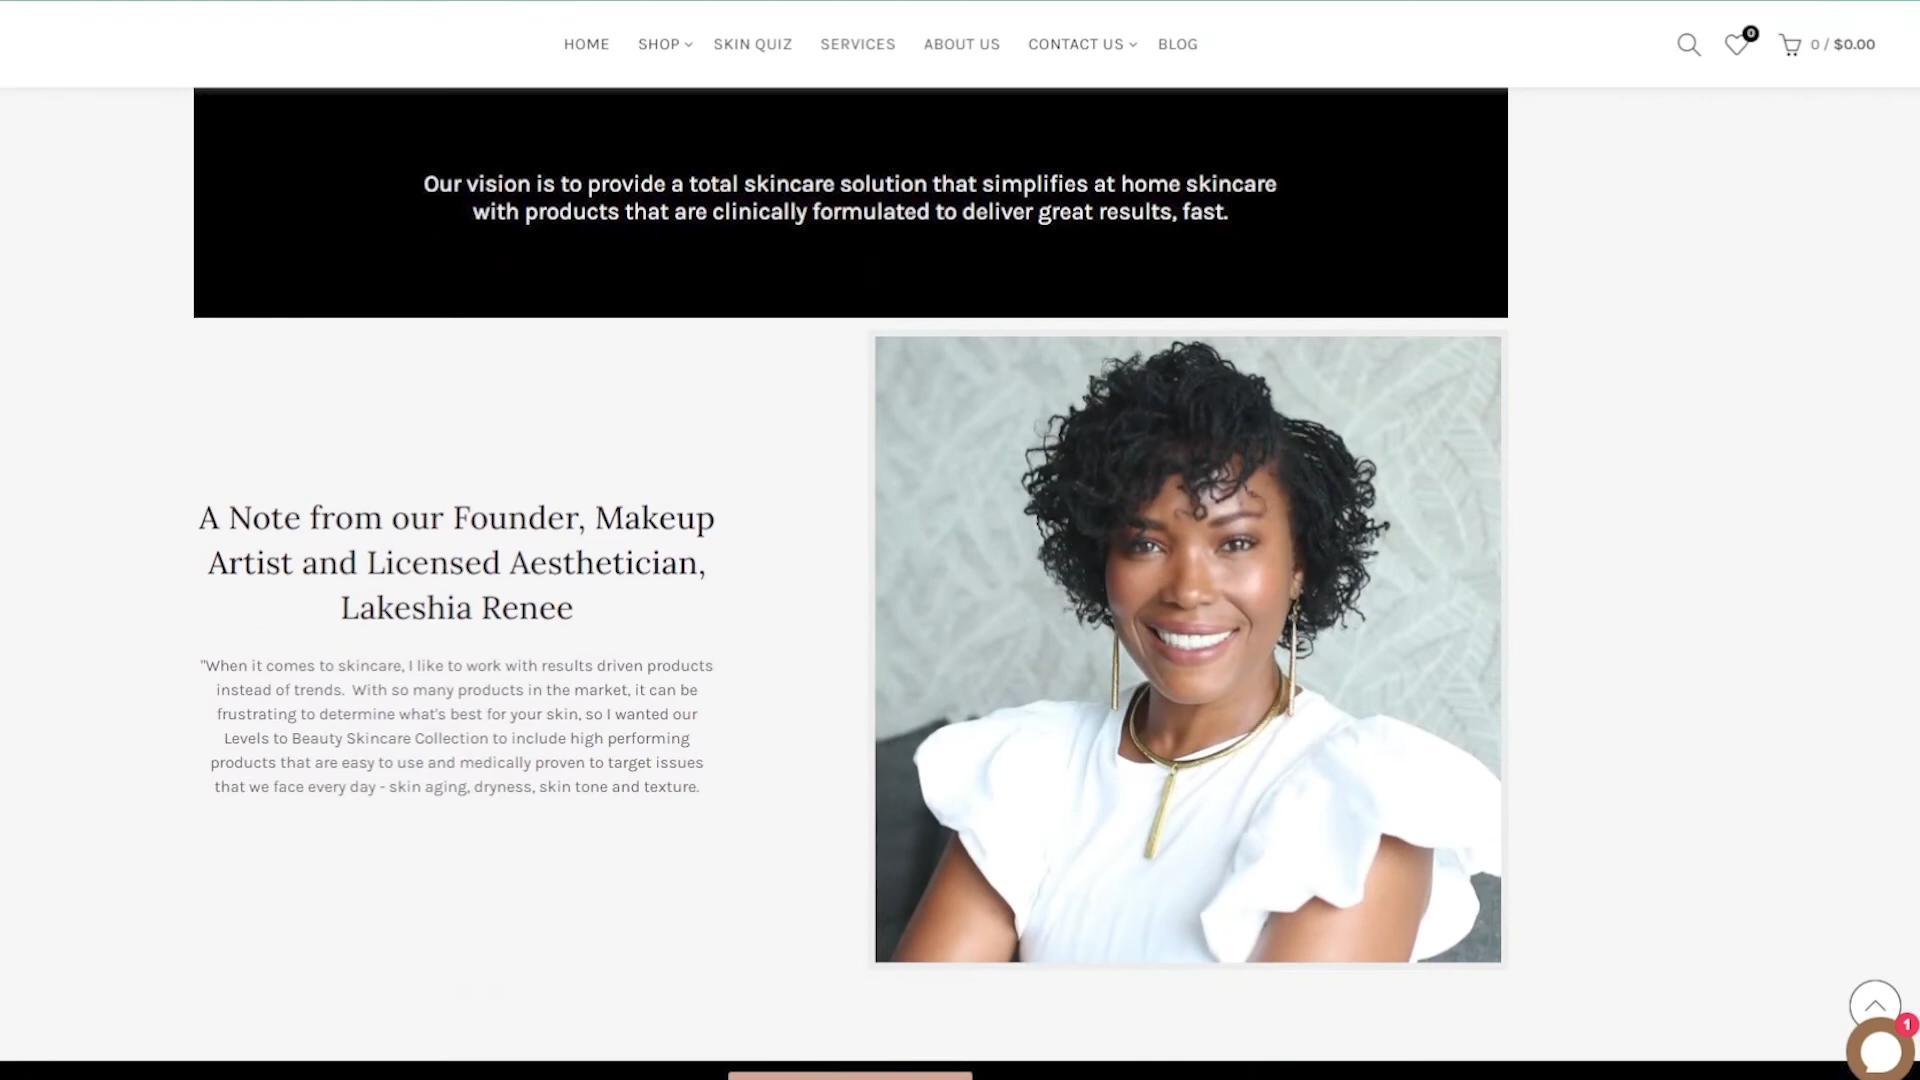 HOME SHOP SKIN QUIZ SERVICES ABOUT US CONTACT US BLOG 0 0 / $0.00
Our vision is to provide a total skincare solution that simplifies at home skincare
with products that are clinically formulated to deliver great results, fast.
A Note from our Founder, Makeup
Artist and Licensed Aesthetician,
Lakeshia Renee
"When it comes to skincare, I like to work with results driven products
instead of trends. With so many products in the market, it can be
frustrating to determine what's best for your skin, so I wanted our
Levels to Beauty Skincare Collection to include high performing
products that are easy to use and medically proven to target issues
that we face every day - skin aging, dryness, skin tone and texture.
1